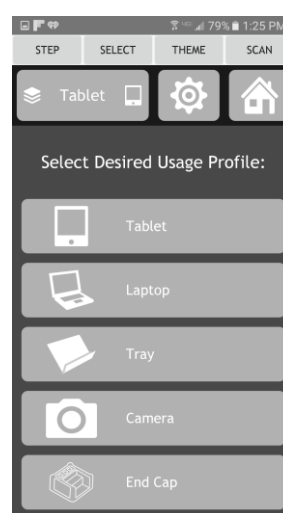 79% 1:25 PM
STEP SELECT THEME SCAN
Tablet
Select Desired Usage Profile:
Tablet
Laptop
Tray
Camera
End Cap